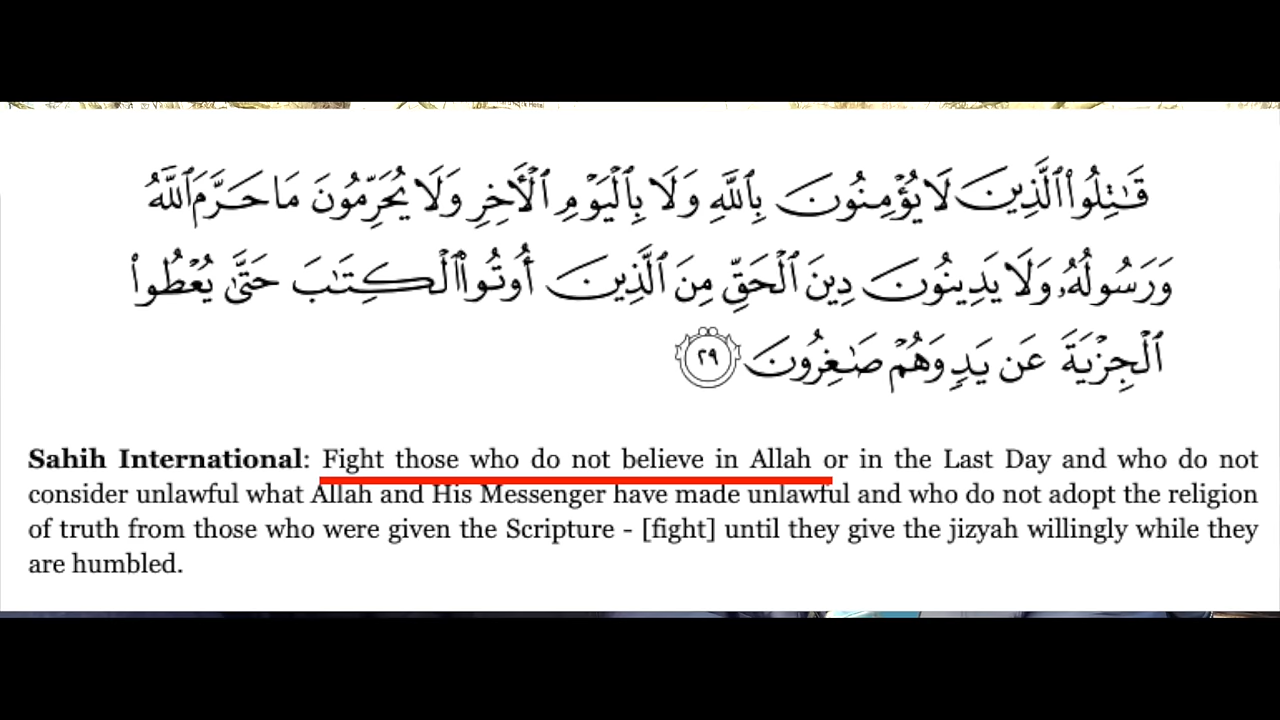 قَـٰتِلُوا۟ ٱلَّذِينَ لَا يُؤْمِنُونَ بِٱللَّهِ وَلَا بِٱلْيَوْمِ ٱلْـَٔاخِرِ وَلَا يُحَرِّمُونَ مَا حَرَّمَ ٱللَّهُ
وَرَسُولُهُۥ وَلَا يَدِينُونَ دِينَ ٱلْحَقِّ مِنَ ٱلَّذِينَ أُوتُوا۟ ٱلْكِتَـٰبَ حَتَّىٰ يُعْطُوا۟
ٱلْجِزْيَةَ عَن يَدٍ وَهُمْ صَـٰغِرُونَ ٢٩
Sahih International: Fight those who do not believe in Allah or in the Last Day and who do not
consider unlawful what Allah and His Messenger have made unlawful and who do not adopt the religion
of truth from those who were given the Scripture - [fight] until they give the jizyah willingly while they
are humbled.